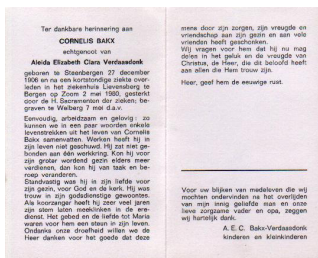 Ter dankbare herinnering aan
CORNELIS BAKX
echtgenoot van
Aleida Elizabeth Clara Verdaasdonk
geboren te Steenbergen 27 december
1906 en na een kortstondige ziekte over-
leden in het ziekenhuis Lievensberg te
Bergen op Zoom 2 mei 1980, gesterkt
door de H. Sacramenten der zieken; be-
graven te Welberg 7 mei d.a.v.
Eenvoudig, arbeidzaam en gelovig: zo
kunnen we in een paar woorden enkele
levenstrekken uit het leven van Cornelis
Bakx samenvatten. Werken heeft hij in
zijn leven niet geschuwd. Hij zat niet ge-
bonden aan één werkkring. Kon hij voor
zijn groter wordend gezin elders meer
verdienen, dan kon hij van taak en be-
roep veranderen.
Standvastig was hij in zijn liefde voor
zijn gezin, voor God en de kerk. Hij was
trouw in zijn godsdienstige gewoontes.
Als koorzanger heeft hij zeer veel jaren
zijn stem laten meeklinken in de ere-
dienst. Het gebed en de liefde tot Maria
waren voor hem een steun in zijn leven.
Ondanks onze droefheid willen we de
Heer danken voor het goede dat deze
mens door zijn zorgen, zijn vreugde en
vriendschap aan zijn gezin en aan vele
vrienden heeft geschonken.
Wij vragen voor hem dat hij nu mag
delen in het geluk en de vreugde van
Christus, de Heer, die dit beloofd heeft
aan allen die Hem trouw zijn.
Heer, geef hem de eeuwige rust.
Voor uw blijken van medeleven die wij
mochten ondervinden na het overlijden
van mijn innig geliefde man en onze
lieve zorgzame vader en opa, zeggen
wij hartelijk dank.
A. E. C. Bakx-Verdaasdonk
kinderen en kleinkinderen